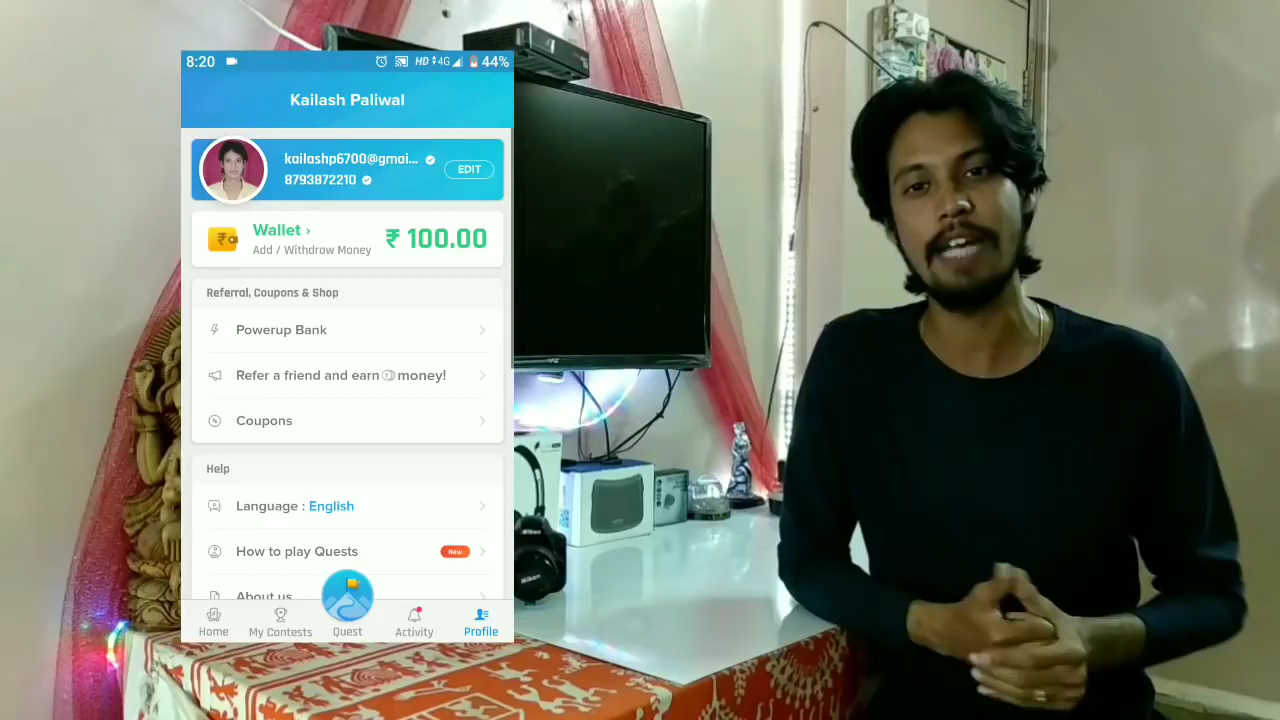 8:20 HD 4G 44%
Kailash Paliwal
kailashp6700@gmai...
8793872210
EDIT
Wallet ›
Add / Withdraw Money
₹ 100.00
Referral, Coupons & Shop
Powerup Bank
Refer a friend and earn money!
Coupons
Help
Language : English
How to play Quests
New
About us
Home
My Contests
Quest
Activity
Profile
Nikon